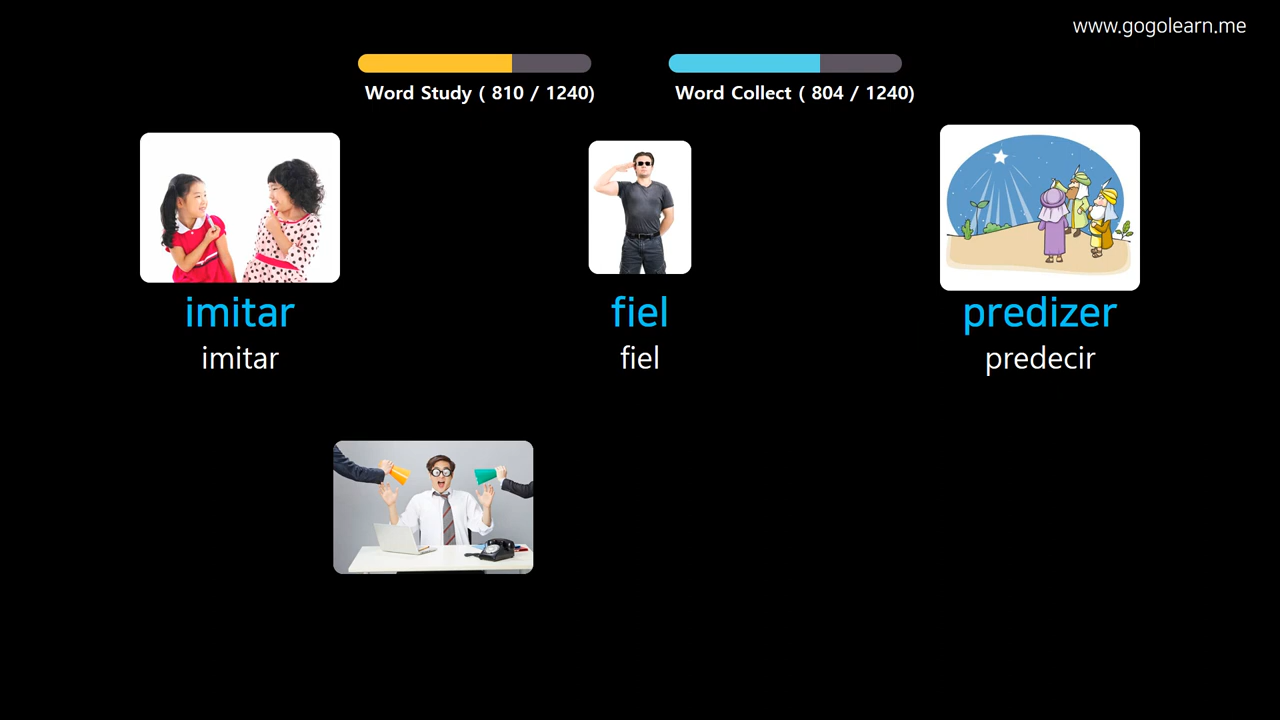 www.gogolearn.me
Word Study ( 810 / 1240)
Word Collect ( 804 / 1240)
imitar
imitar
fiel
fiel
predizer
predecir